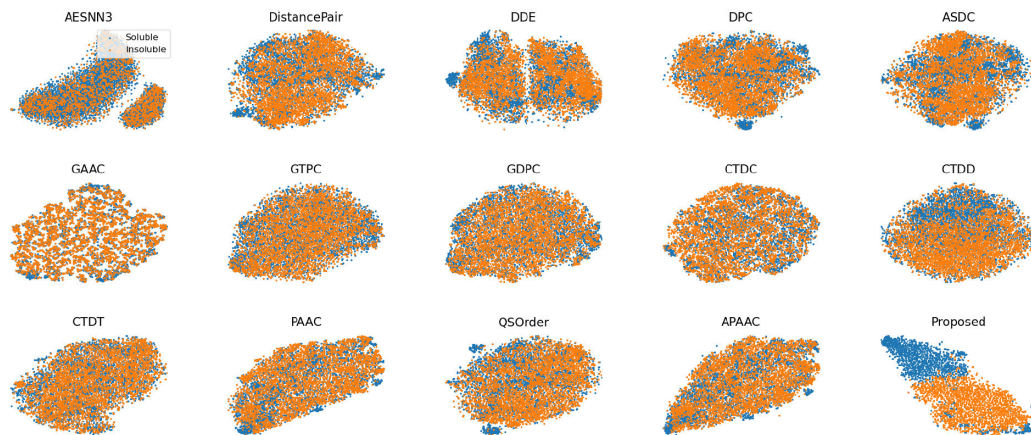 AESNN3
DistancePair
DDE
DPC
ASDC
Soluble
Insoluble
GAAC
GTPC
GDPC
CTDC
CTDD
CTDT
PAAC
QSOrder
APAAC
Proposed